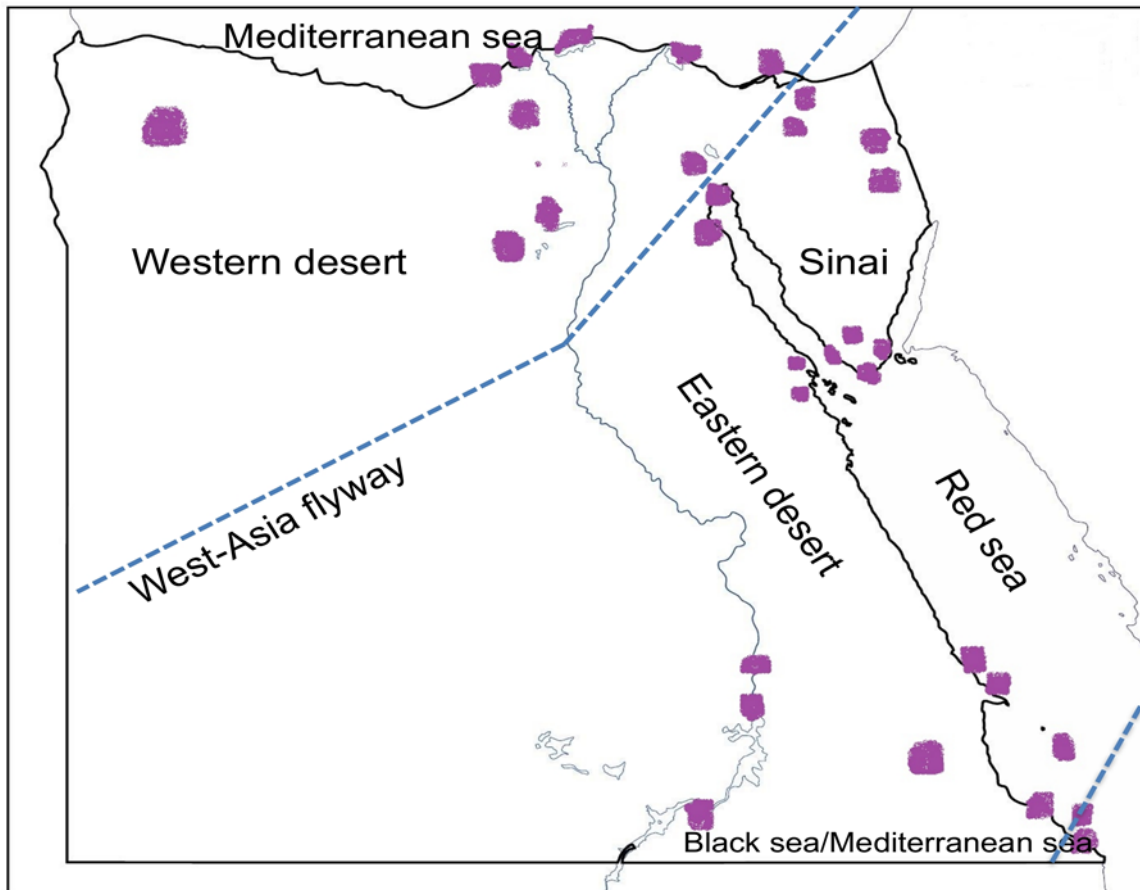 Mediterranean sea
Western desert
Sinai
Eastern desert
West-Asia flyway
Red sea
Black sea/Mediterranean sea